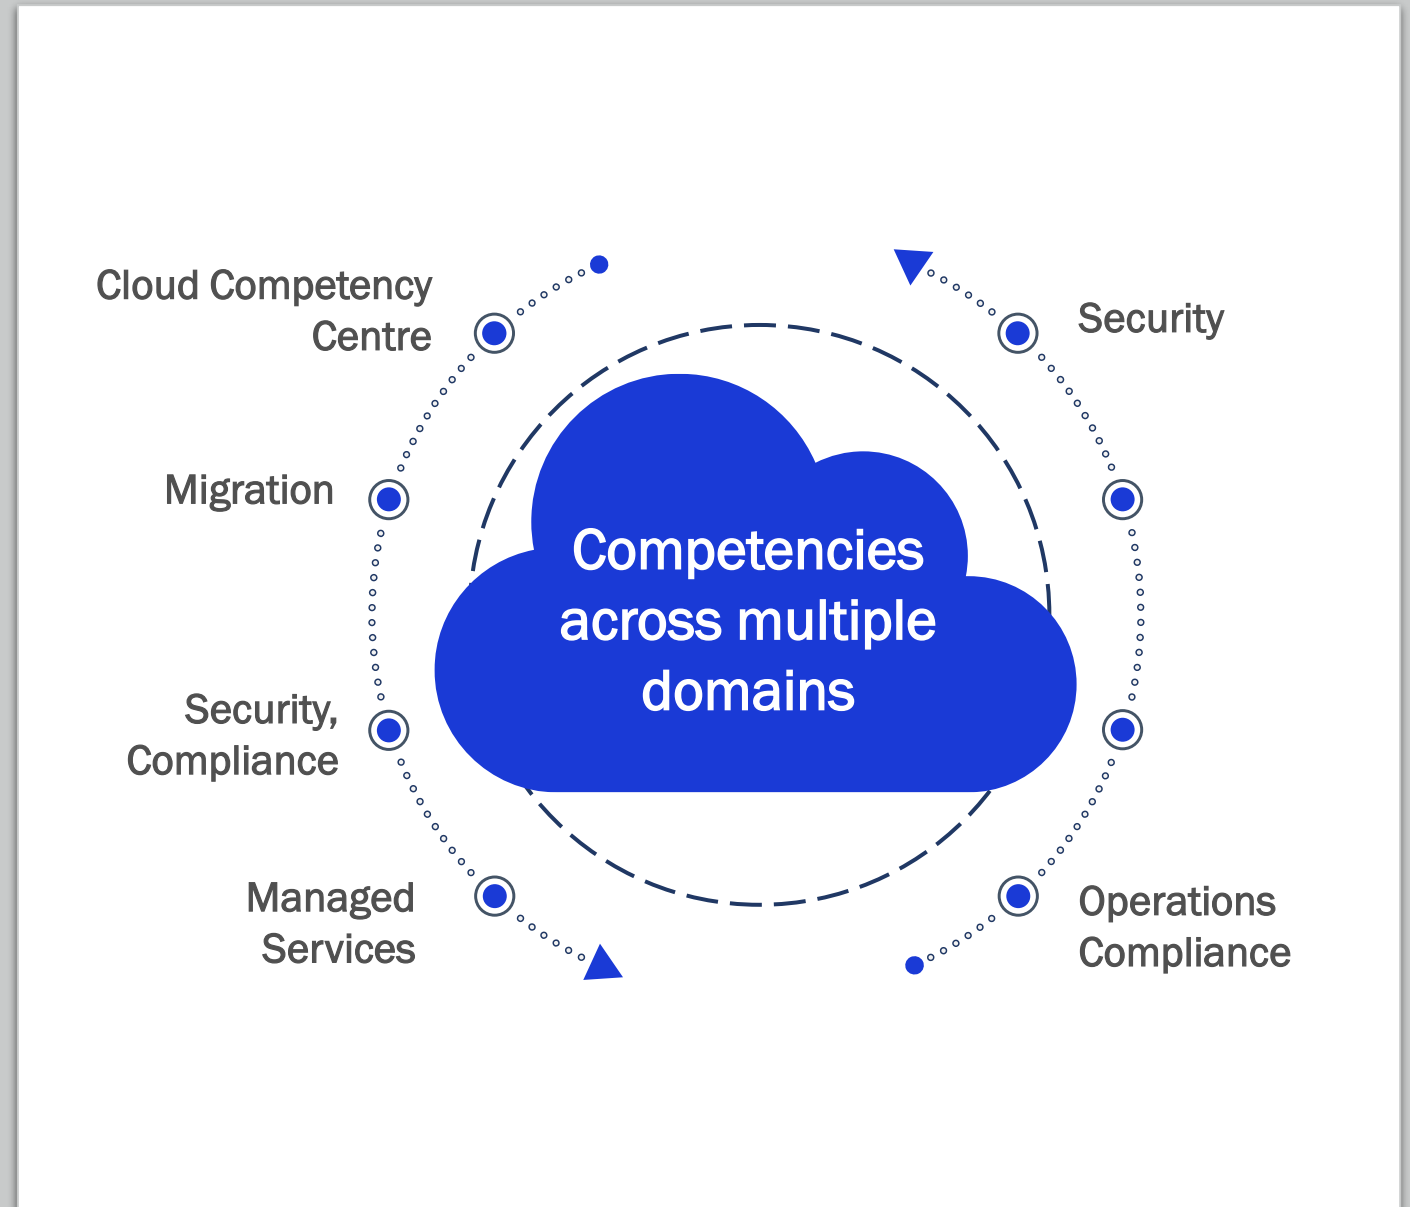 Cloud Competency
Centre
Security
Migration
Competencies
across multiple
domains
Security,
Compliance
Managed
Services
Operations
Compliance